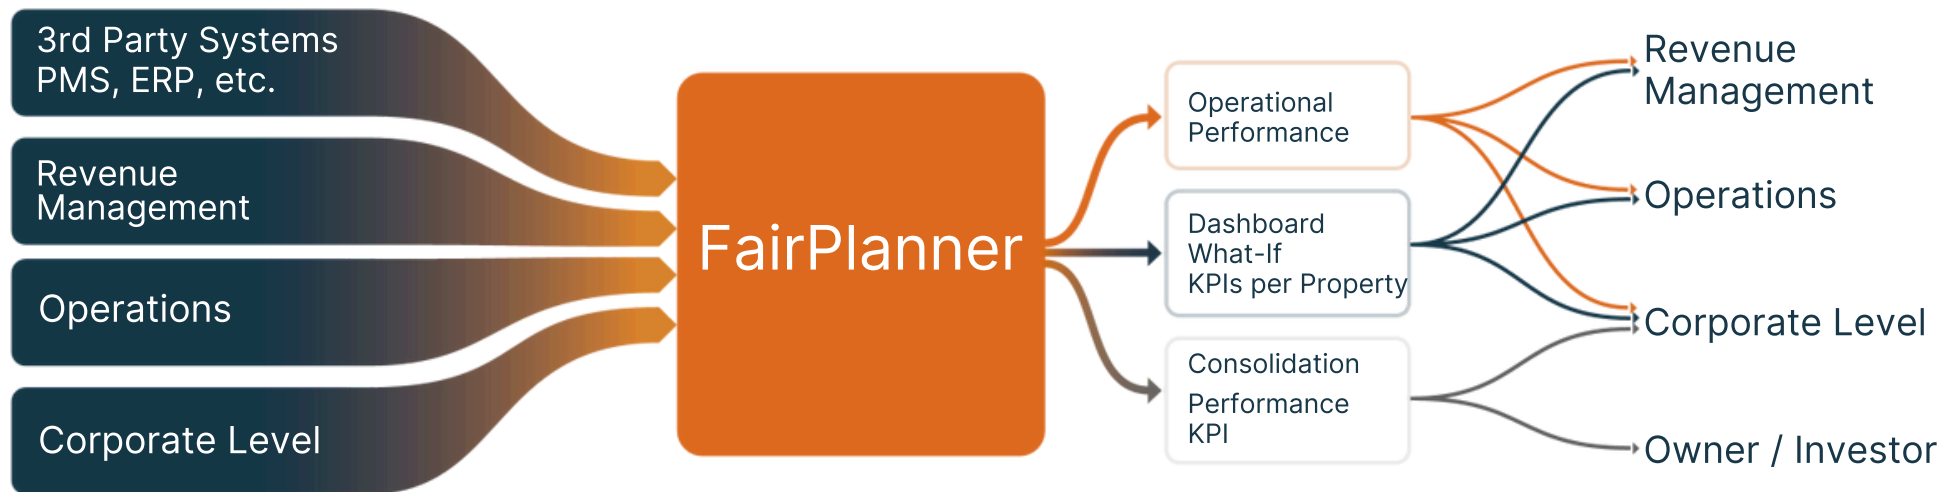 3rd Party Systems
PMS, ERP, etc.
Revenue
Management
Operations
Corporate Level
FairPlanner
Operational
Performance
Dashboard
What-If
KPIs per Property
Consolidation
Performance
KPI
Revenue
Management
Operations
Corporate Level
Owner / Investor